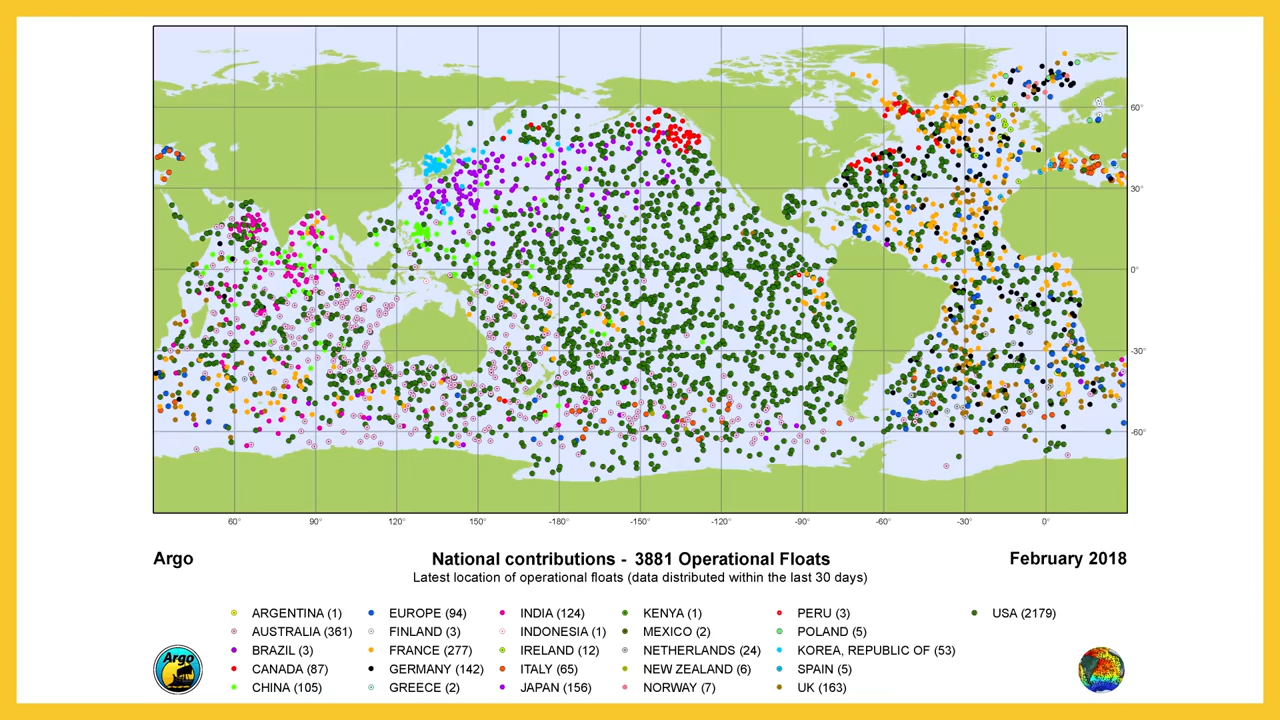 60°
30°
0°
-30°
-60°
60° 90° 120° 150° -180° -150° -120° -90° -60° -30° 0°
Argo National contributions - 3881 Operational Floats February 2018
Latest location of operational floats (data distributed within the last 30 days)
ARGENTINA (1) EUROPE (94) INDIA (124) KENYA (1) PERU (3) USA (2179)
AUSTRALIA (361) FINLAND (3) INDONESIA (1) MEXICO (2) POLAND (5)
BRAZIL (3) FRANCE (277) IRELAND (12) NETHERLANDS (24) KOREA, REPUBLIC OF (53)
CANADA (87) GERMANY (142) ITALY (65) NEW ZEALAND (6) SPAIN (5)
CHINA (105) GREECE (2) JAPAN (156) NORWAY (7) UK (163)
Argo